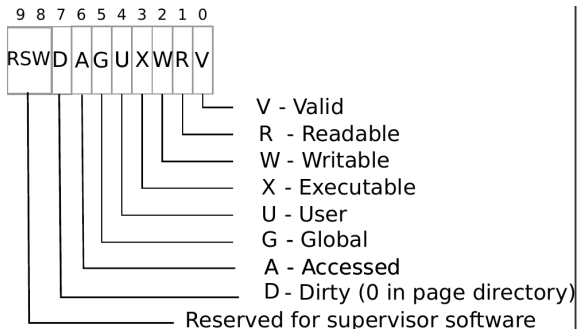 9 8 7 6 5 4 3 2 1 0
RSW D A G U X W R V
V - Valid
R - Readable
W - Writable
X - Executable
U - User
G - Global
A - Accessed
D - Dirty (0 in page directory)
Reserved for supervisor software